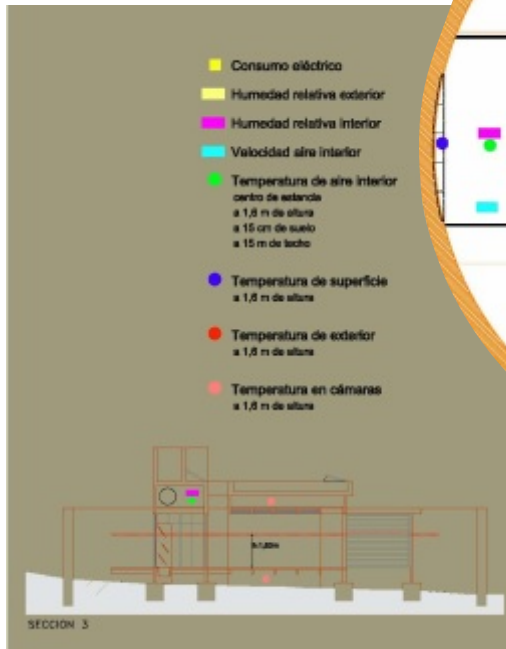 Consumo eléctrico
Humedad relativa exterior
Humedad relativa interior
Velocidad aire interior
Temperatura de aire interior
centro de estancia
a 1,6 m de altura
a 15 cm de suelo
a 15 m de techo
Temperatura de superficie
a 1,6 m de altura
Temperatura de exterior
a 1,6 m de altura
Temperatura en cámaras
a 1,6 m de altura
SECCION 3